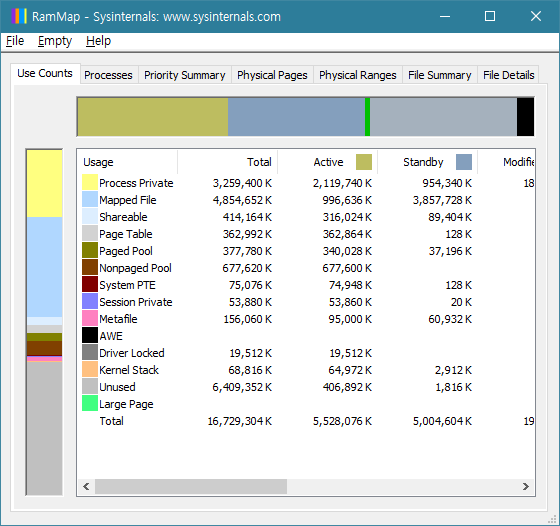 RamMap - Sysinternals: www.sysinternals.com
File Empty Help
Use Counts Processes Priority Summary Physical Pages Physical Ranges File Summary File Details
Usage Total Active Standby Modifie
Process Private 3,259,400 K 2,119,740 K 954,340 K 18
Mapped File 4,854,652 K 996,636 K 3,857,728 K
Shareable 414,164 K 316,024 K 89,404 K
Page Table 362,992 K 362,864 K 128 K
Paged Pool 377,780 K 340,028 K 37,196 K
Nonpaged Pool 677,620 K 677,600 K
System PTE 75,076 K 74,948 K 128 K
Session Private 53,880 K 53,860 K 20 K
Metafile 156,060 K 95,000 K 60,932 K
AWE
Driver Locked 19,512 K 19,512 K
Kernel Stack 68,816 K 64,972 K 2,912 K
Unused 6,409,352 K 406,892 K 1,816 K
Large Page
Total 16,729,304 K 5,528,076 K 5,004,604 K 19